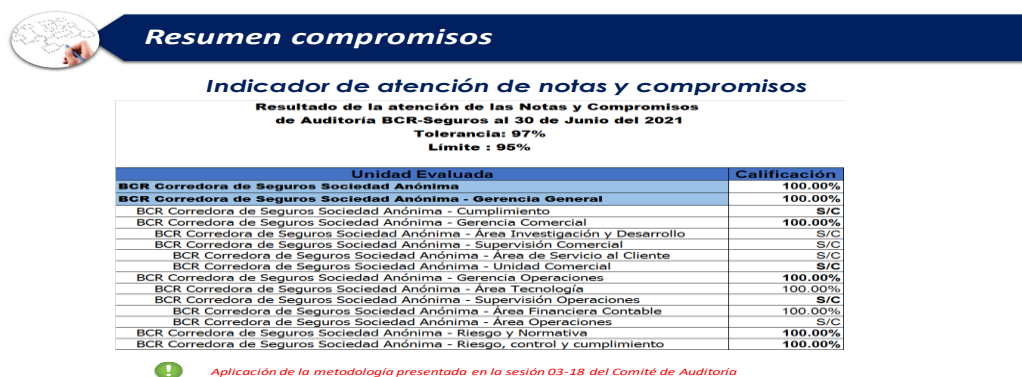 Resumen compromisos
Indicador de atención de notas y compromisos
Resultado de la atención de las Notas y Compromisos
de Auditoría BCR-Seguros al 30 de Junio del 2021
Tolerancia: 97%
Límite : 95%
Unidad Evaluada Calificación
BCR Corredora de Seguros Sociedad Anónima 100.00%
BCR Corredora de Seguros Sociedad Anónima - Gerencia General 100.00%
BCR Corredora de Seguros Sociedad Anónima - Cumplimiento S/C
BCR Corredora de Seguros Sociedad Anónima - Gerencia Comercial 100.00%
BCR Corredora de Seguros Sociedad Anónima - Área Investigación y Desarrollo S/C
BCR Corredora de Seguros Sociedad Anónima - Supervisión Comercial S/C
BCR Corredora de Seguros Sociedad Anónima - Área de Servicio al Cliente S/C
BCR Corredora de Seguros Sociedad Anónima - Unidad Comercial S/C
BCR Corredora de Seguros Sociedad Anónima - Gerencia Operaciones 100.00%
BCR Corredora de Seguros Sociedad Anónima - Área Tecnología 100.00%
BCR Corredora de Seguros Sociedad Anónima - Supervisión Operaciones S/C
BCR Corredora de Seguros Sociedad Anónima - Área Financiera Contable 100.00%
BCR Corredora de Seguros Sociedad Anónima - Área Operaciones S/C
BCR Corredora de Seguros Sociedad Anónima - Riesgo y Normativa 100.00%
BCR Corredora de Seguros Sociedad Anónima - Riesgo, control y cumplimiento 100.00%
Aplicación de la metodología presentada en la sesión 03-18 del Comité de Auditoría